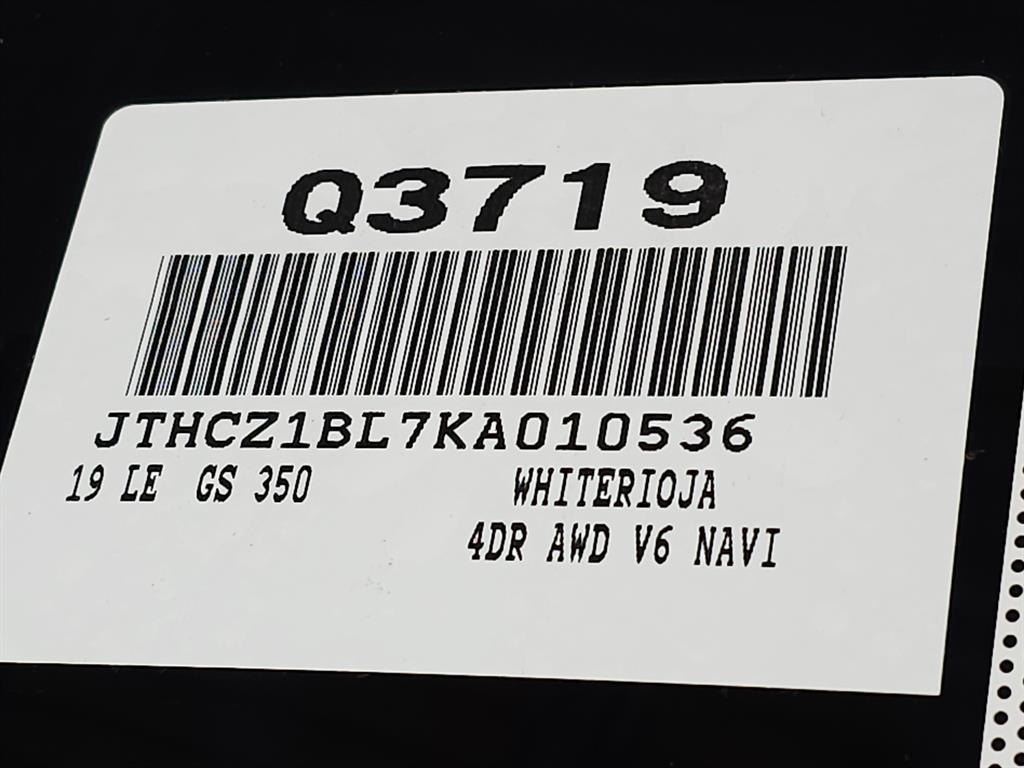 Q3719
JTHCZ1BL7KA010536
19 LE GS 350 WHITERIOJA
4DR AWD V6 NAVI